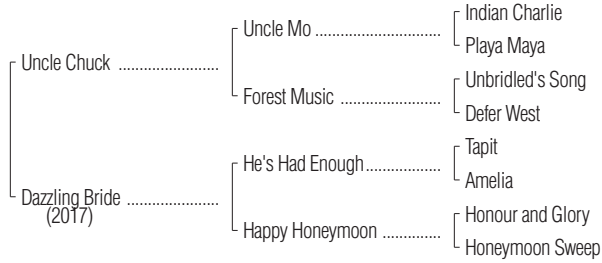 Indian Charlie
Uncle Mo ................................
Playa Maya
Uncle Chuck .........................
Unbridled's Song
Forest Music .........................
Defer West
Tapit
He's Had Enough...................
Amelia
Dazzling Bride .......................
(2017)
Honour and Glory
Happy Honeymoon ..............
Honeymoon Sweep